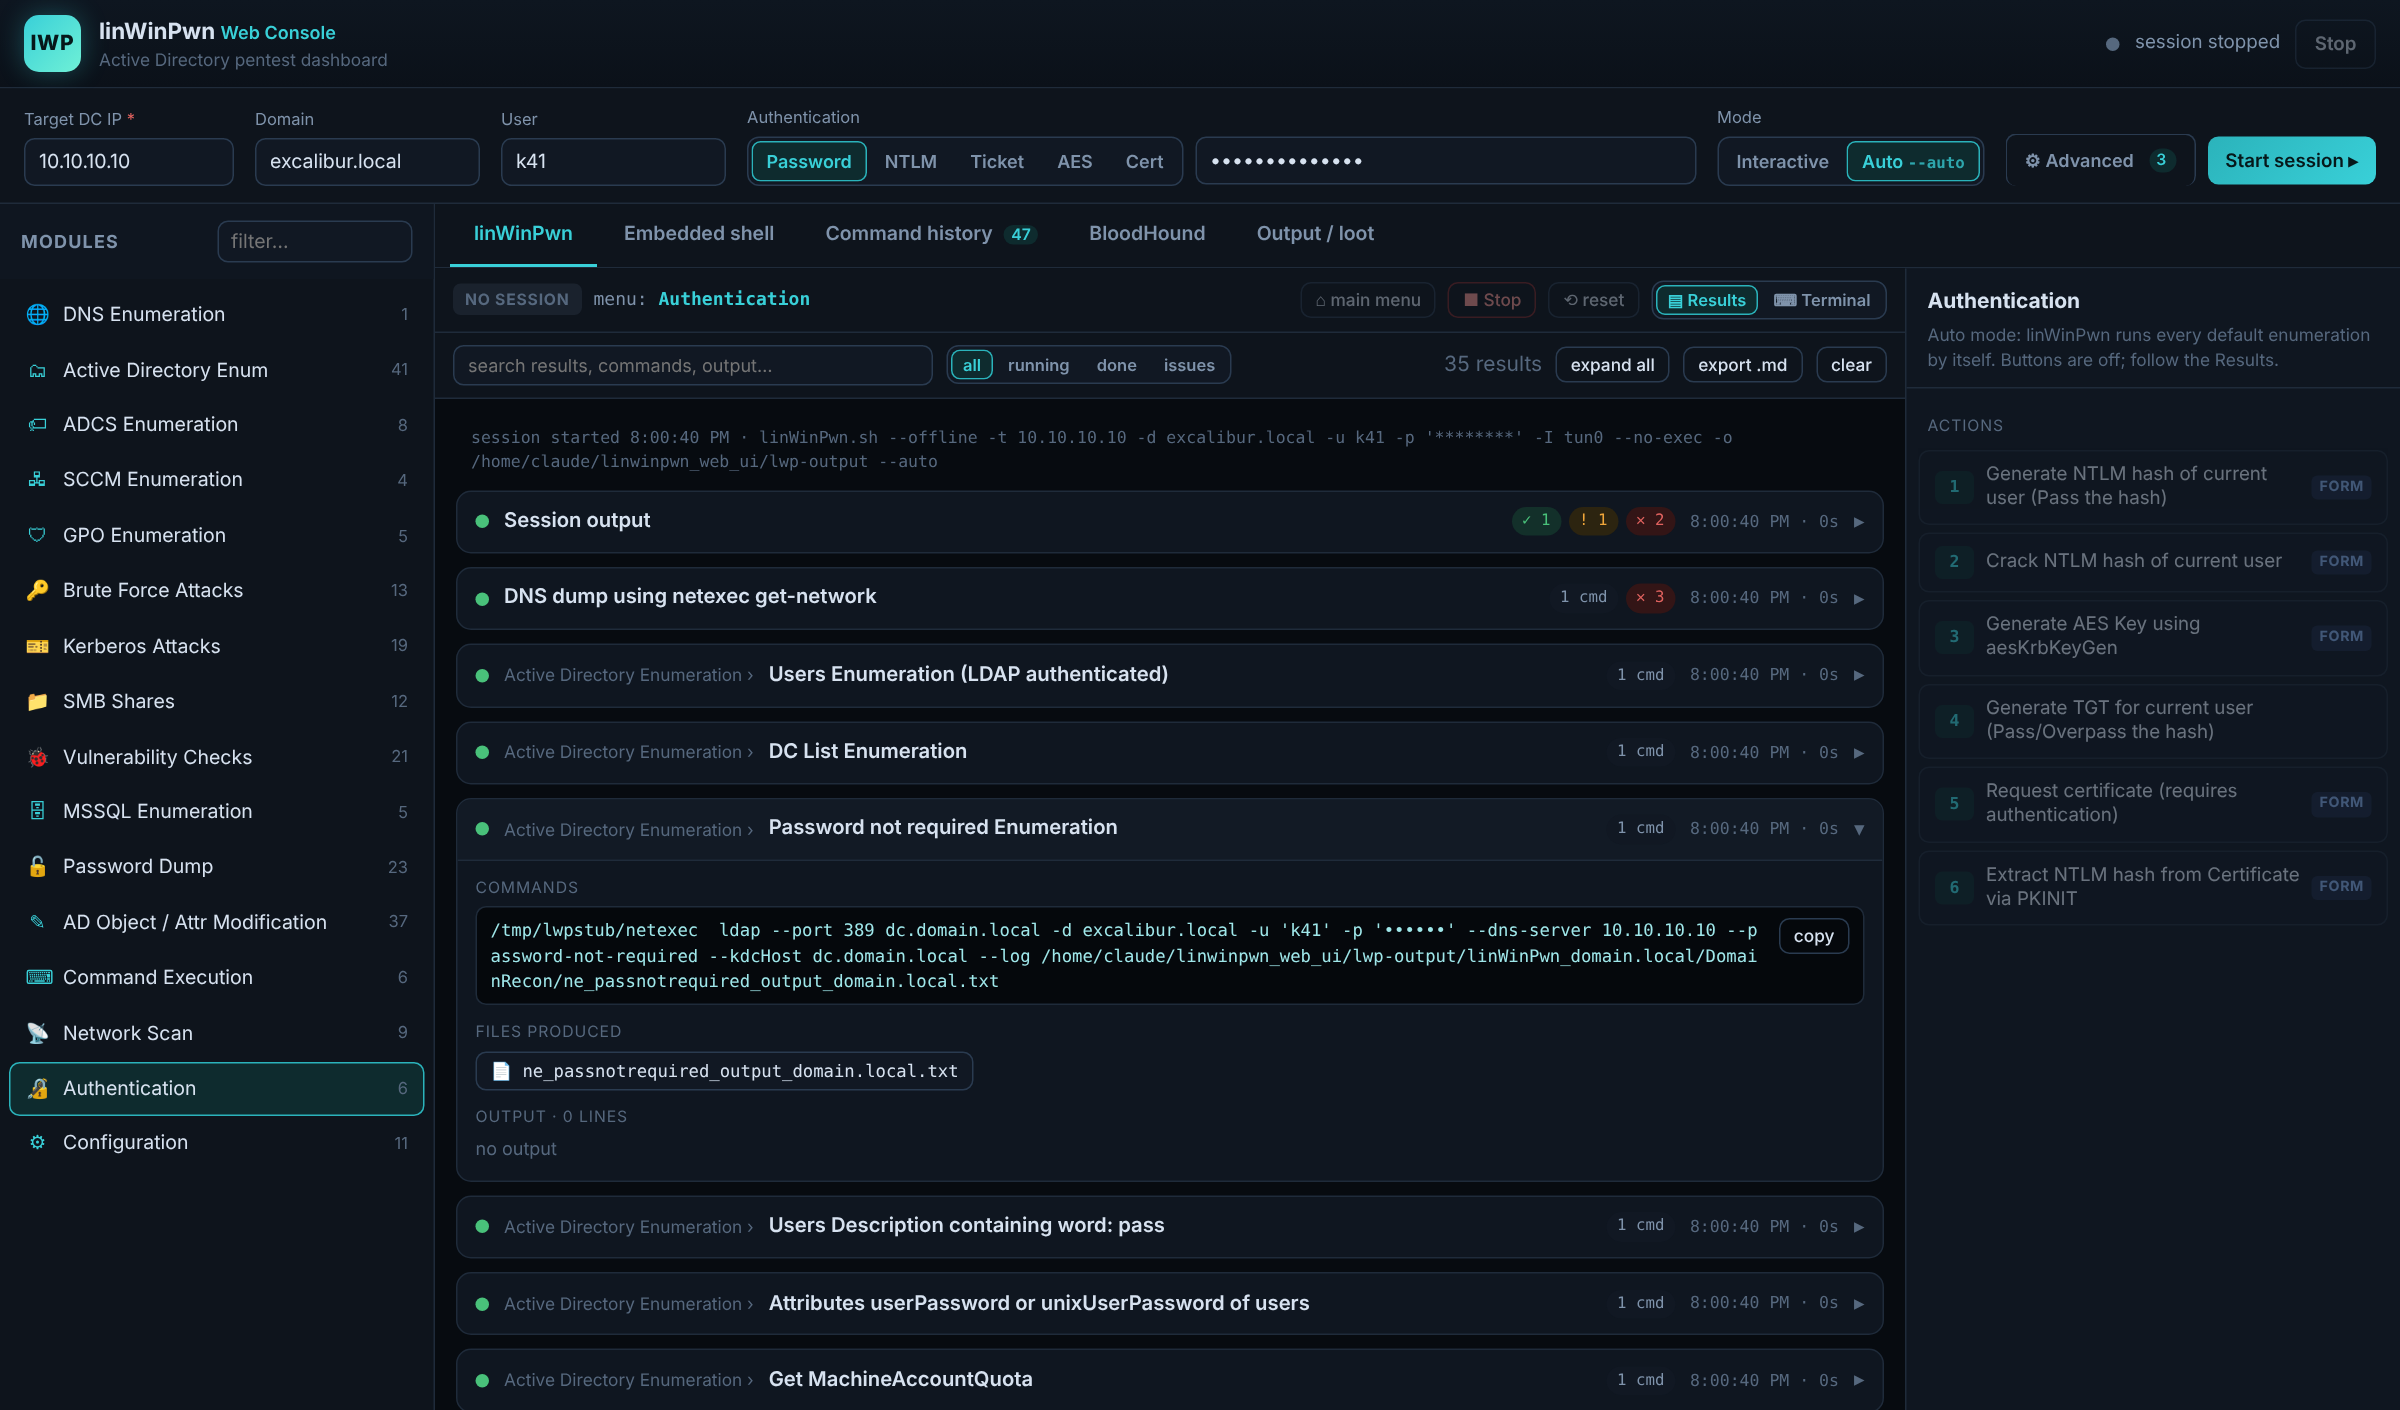 lWP
linWinPwn Web Console
Active Directory pentest dashboard
session stopped
Stop
Target DC IP *
Domain
User
Authentication
Mode
10.10.10.10
excalibur.local
k41
Password
NTLM
Ticket
AES
Cert
••••••••••••••
Interactive
Auto --auto
⚙ Advanced 3
Start session ▸
MODULES
filter...
🌐 DNS Enumeration 1
🗂 Active Directory Enum 41
🏷 ADCS Enumeration 8
🖧 SCCM Enumeration 4
🛡 GPO Enumeration 5
🔑 Brute Force Attacks 13
🎫 Kerberos Attacks 19
📁 SMB Shares 12
🐞 Vulnerability Checks 21
🗄 MSSQL Enumeration 5
🔓 Password Dump 23
✎ AD Object / Attr Modification 37
⌨ Command Execution 6
📡 Network Scan 9
🔏 Authentication 6
⚙ Configuration 11
linWinPwn
Embedded shell
Command history 47
BloodHound
Output / loot
NO SESSION menu: Authentication
⌂ main menu
■ Stop
⟲ reset
▤ Results
⌨ Terminal
search results, commands, output...
all
running
done
issues
35 results
expand all
export .md
clear
session started 8:00:40 PM · linWinPwn.sh --offline -t 10.10.10.10 -d excalibur.local -u k41 -p '********' -I tun0 --no-exec -o
/home/claude/linwinpwn_web_ui/lwp-output --auto
Session output ✓ 1 ! 1 × 2 8:00:40 PM · 0s ▸
DNS dump using netexec get-network 1 cmd × 3 8:00:40 PM · 0s ▸
Active Directory Enumeration › Users Enumeration (LDAP authenticated) 1 cmd 8:00:40 PM · 0s ▸
Active Directory Enumeration › DC List Enumeration 1 cmd 8:00:40 PM · 0s ▸
Active Directory Enumeration › Password not required Enumeration 1 cmd 8:00:40 PM · 0s ▾
COMMANDS
/tmp/lwpstub/netexec  ldap --port 389 dc.domain.local -d excalibur.local -u 'k41' -p '••••••' --dns-server 10.10.10.10 --p
assword-not-required --kdcHost dc.domain.local --log /home/claude/linwinpwn_web_ui/lwp-output/linWinPwn_domain.local/Domai
nRecon/ne_passnotrequired_output_domain.local.txt
copy
FILES PRODUCED
📄 ne_passnotrequired_output_domain.local.txt
OUTPUT · 0 LINES
no output
Active Directory Enumeration › Users Description containing word: pass 1 cmd 8:00:40 PM · 0s ▸
Active Directory Enumeration › Attributes userPassword or unixUserPassword of users 1 cmd 8:00:40 PM · 0s ▸
Active Directory Enumeration › Get MachineAccountQuota 1 cmd 8:00:40 PM · 0s ▸
Authentication
Auto mode: linWinPwn runs every default enumeration
by itself. Buttons are off; follow the Results.
ACTIONS
1 Generate NTLM hash of current
user (Pass the hash) FORM
2 Crack NTLM hash of current user FORM
3 Generate AES Key using
aesKrbKeyGen FORM
4 Generate TGT for current user
(Pass/Overpass the hash)
5 Request certificate (requires
authentication) FORM
6 Extract NTLM hash from Certificate
via PKINIT FORM